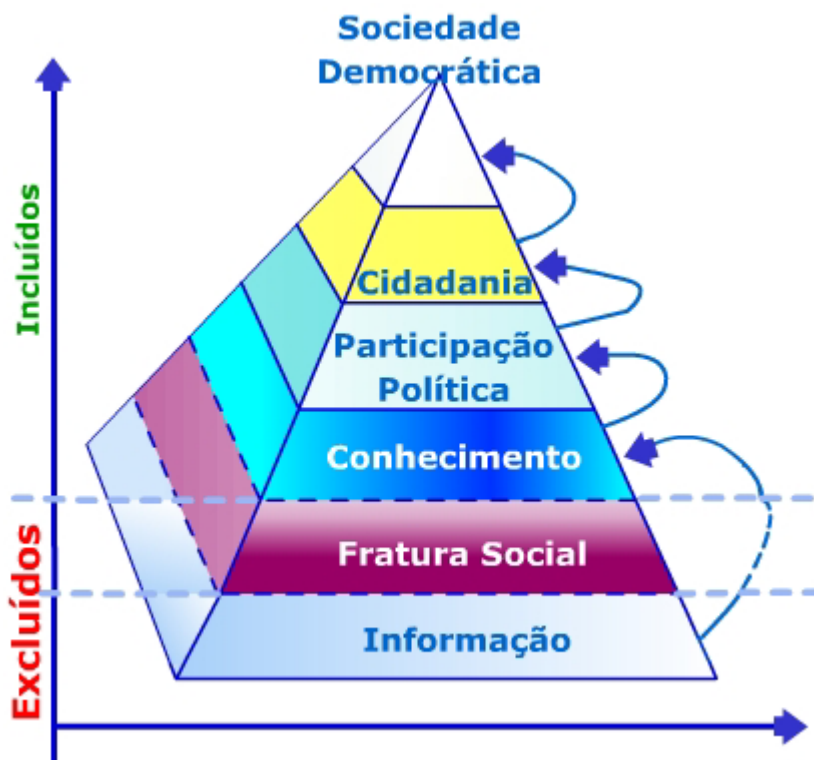 Sociedade
Democrática
Incluídos
Cidadania
Participação
Política
Conhecimento
Excluídos
Fratura Social
Informação